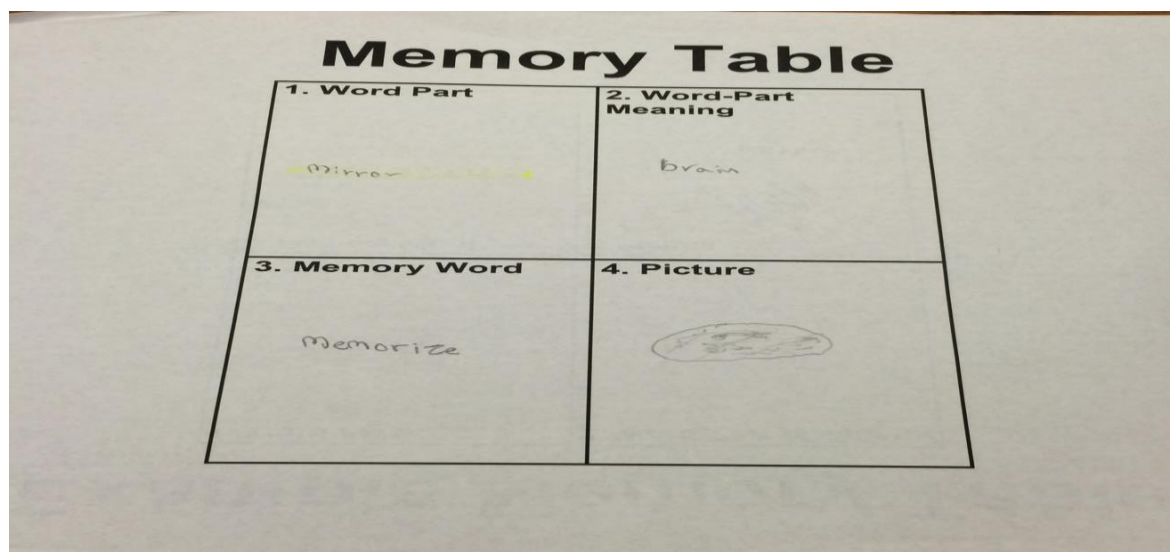 Memory Table
1. Word Part
2. Word-Part
Meaning
mirror
brain
3. Memory Word
4. Picture
memorize